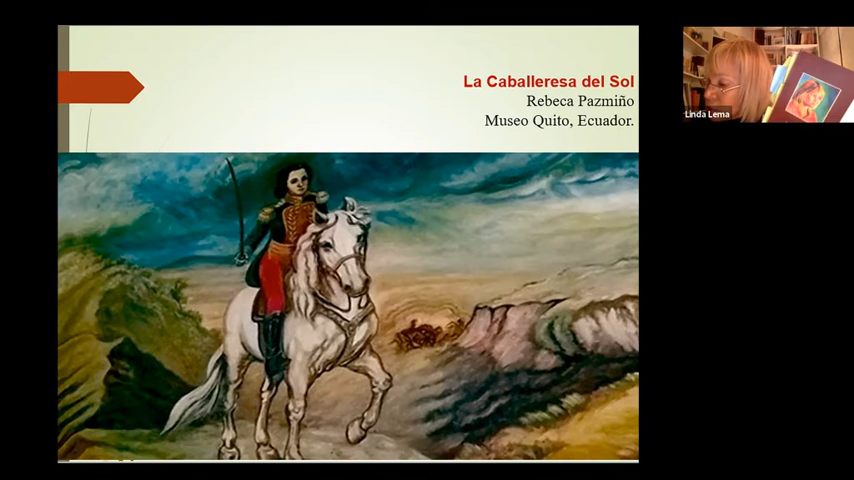 La Caballeresa del Sol
Rebeca Pazmiño
Museo Quito, Ecuador.
Linda Lema